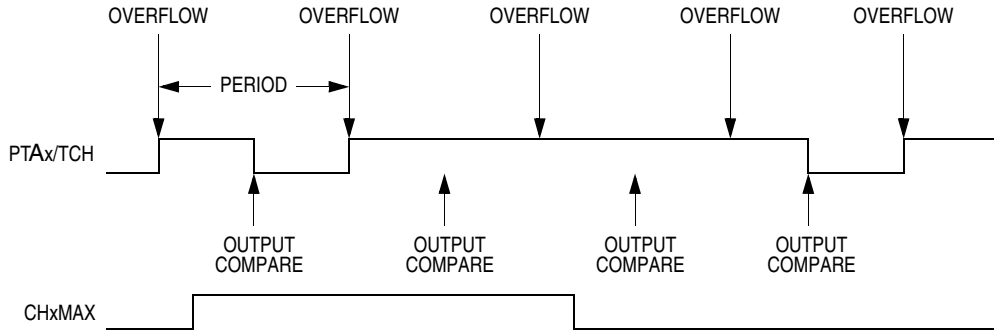 OVERFLOW OVERFLOW OVERFLOW OVERFLOW OVERFLOW
PERIOD
PTAx/TCH
OUTPUT COMPARE
OUTPUT COMPARE
OUTPUT COMPARE
OUTPUT COMPARE
CHxMAX